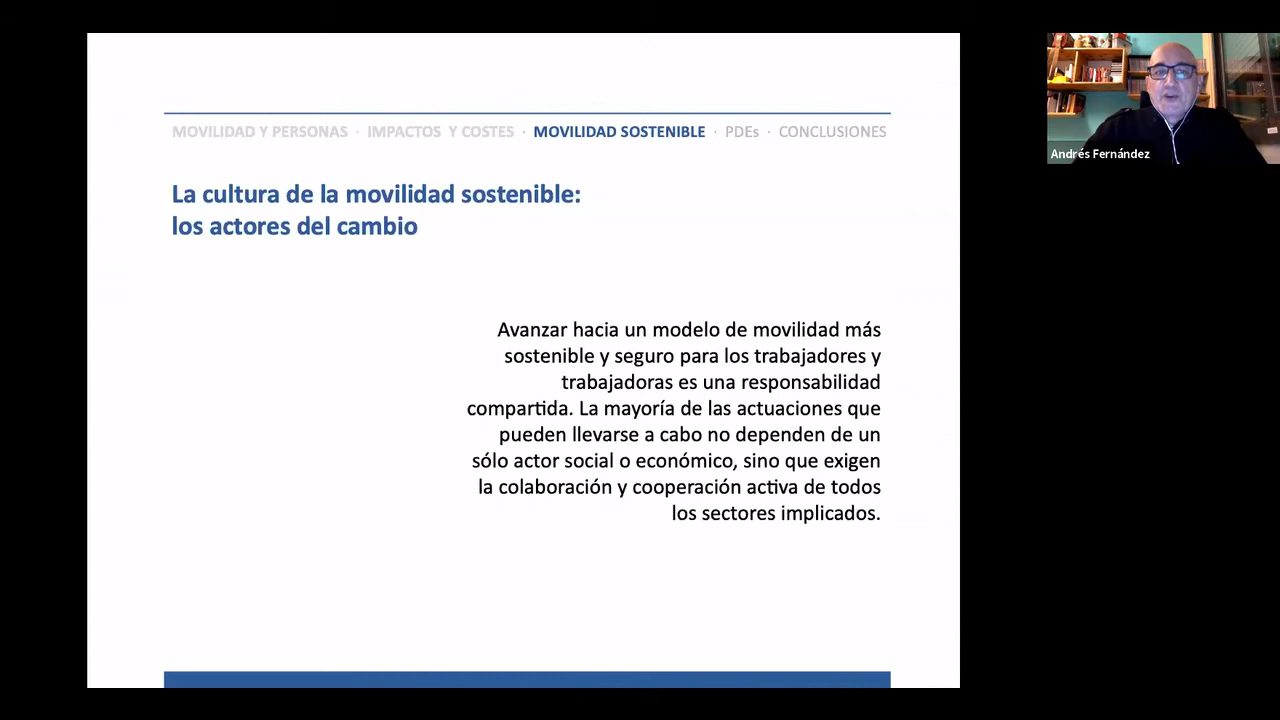 MOVILIDAD Y PERSONAS · IMPACTOS Y COSTES · MOVILIDAD SOSTENIBLE · PDEs · CONCLUSIONES
La cultura de la movilidad sostenible:
los actores del cambio
Avanzar hacia un modelo de movilidad más
sostenible y seguro para los trabajadores y
trabajadoras es una responsabilidad
compartida. La mayoría de las actuaciones que
pueden llevarse a cabo no dependen de un
sólo actor social o económico, sino que exigen
la colaboración y cooperación activa de todos
los sectores implicados.
Andrés Fernández